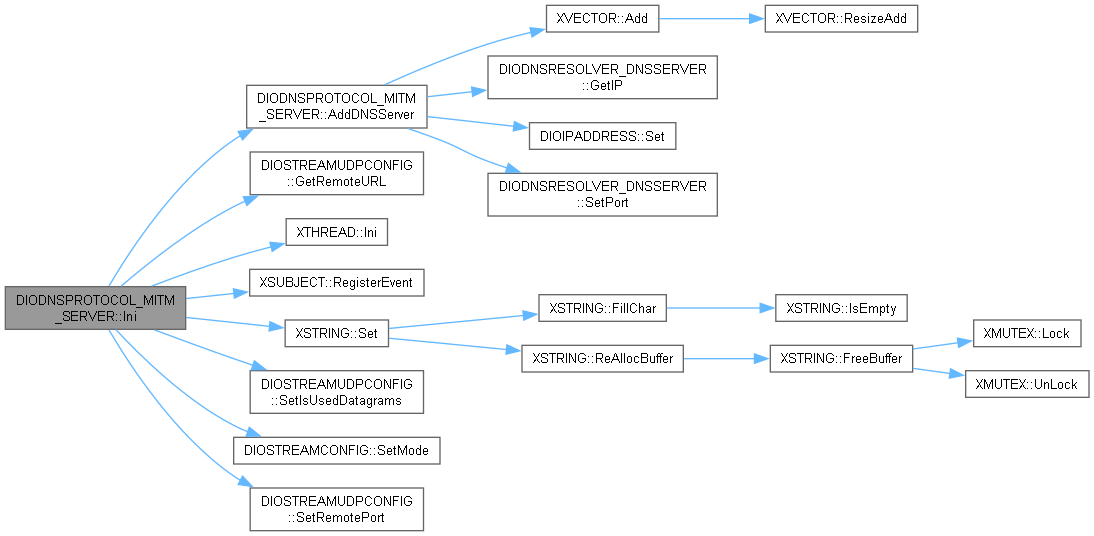 XVECTOR::Add
XVECTOR::ResizeAdd
DIODNSRESOLVER_DNSSERVER
::GetIP
DIODNSPROTOCOL_MITM
_SERVER::AddDNSServer
DIOIPADDRESS::Set
DIOSTREAMUDPCONFIG
::GetRemoteURL
DIODNSRESOLVER_DNSSERVER
::SetPort
XTHREAD::Ini
XSUBJECT::RegisterEvent
DIODNSPROTOCOL_MITM
_SERVER::Ini
XSTRING::Set
XSTRING::FillChar
XSTRING::IsEmpty
XSTRING::ReAllocBuffer
XSTRING::FreeBuffer
XMUTEX::Lock
XMUTEX::UnLock
DIOSTREAMUDPCONFIG
::SetIsUsedDatagrams
DIOSTREAMCONFIG::SetMode
DIOSTREAMUDPCONFIG
::SetRemotePort